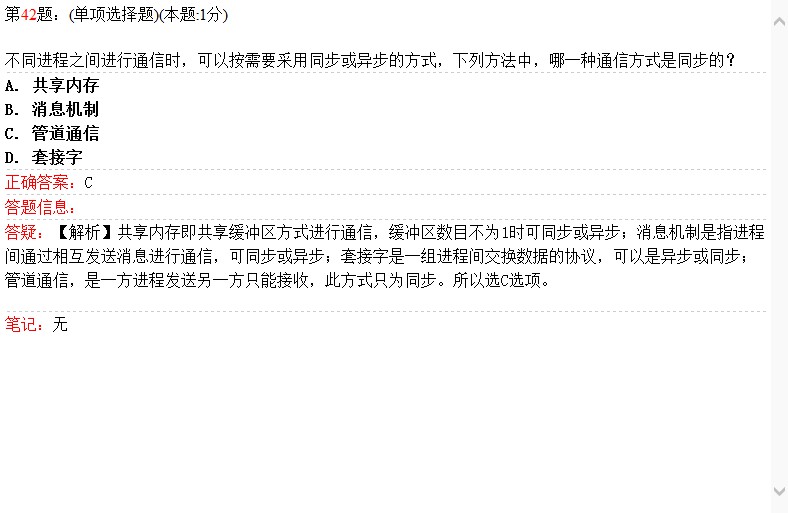 第42题：(单项选择题)(本题:1分)
不同进程之间进行通信时，可以按需要采用同步或异步的方式，下列方法中，哪一种通信方式是同步的？
A. 共享内存
B. 消息机制
C. 管道通信
D. 套接字
正确答案：C
答题信息：
答疑：【解析】共享内存即共享缓冲区方式进行通信，缓冲区数目不为1时可同步或异步；消息机制是指进程
间通过相互发送消息进行通信，可同步或异步；套接字是一组进程间交换数据的协议，可以是异步或同步；
管道通信，是一方进程发送另一方只能接收，此方式只为同步。所以选C选项。
笔记：无